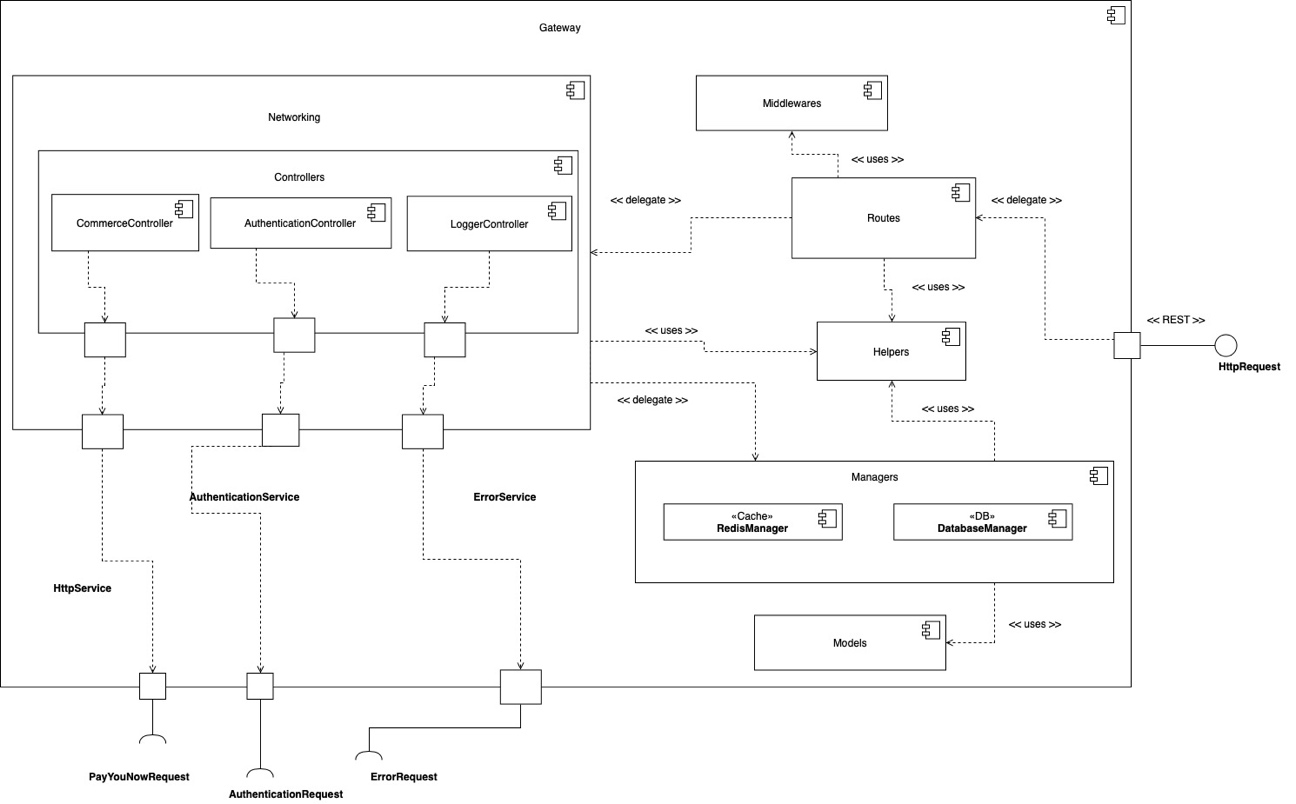 Gateway
Networking
Middlewares
<< uses >>
Controllers
CommerceController
AuthenticationController
LoggerController
<< delegate >>
Routes
<< delegate >>
<< uses >>
<< REST >>
HttpRequest
<< uses >>
Helpers
<< delegate >>
<< uses >>
Managers
«Cache»
RedisManager
«DB»
DatabaseManager
AuthenticationService
ErrorService
HttpService
<< uses >>
Models
PayYouNowRequest
AuthenticationRequest
ErrorRequest